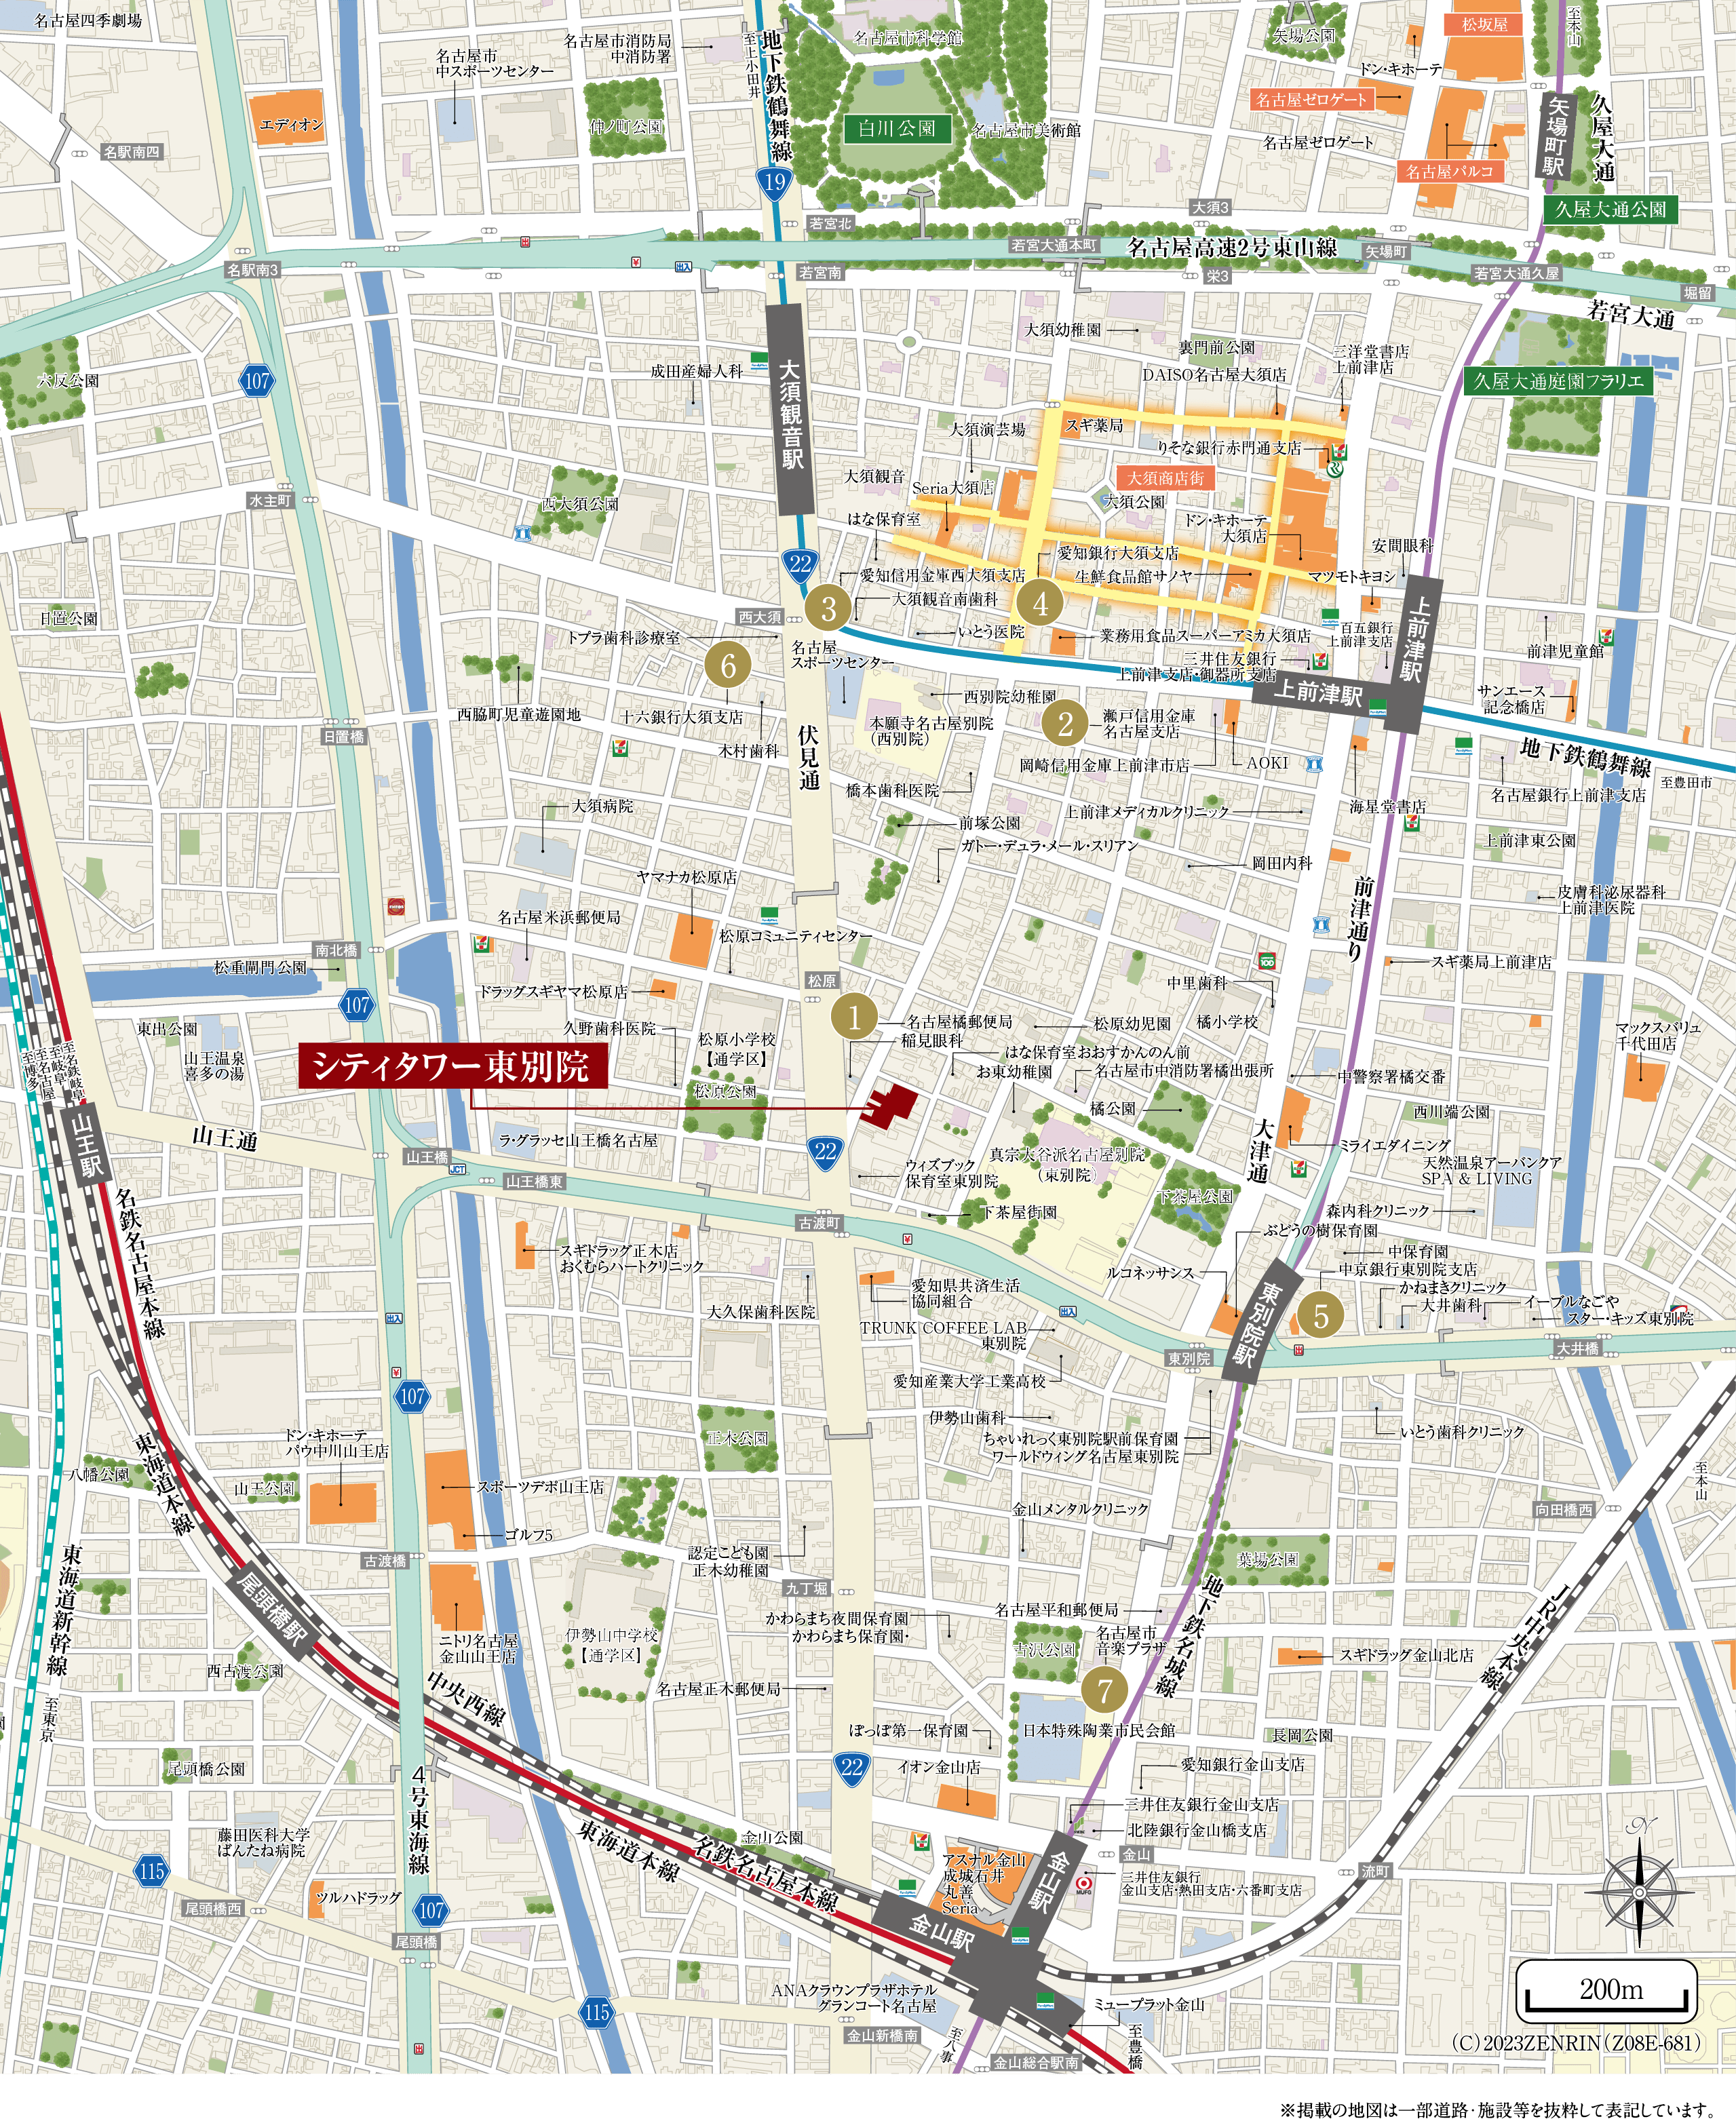 名古屋四季劇場
名古屋市
中スポーツセンター
名古屋市消防局
中消防署
至上小田井
地下鉄鶴舞線
名古屋市科学館
矢場公園
松坂屋
至本山
ドン・キホーテ
エディオン
仲ノ町公園
白川公園
名古屋市美術館
名古屋ゼロゲート
名古屋ゼロゲート
矢場町駅
久屋大通
名駅南四
名古屋パルコ
19
久屋大通公園
若宮北
大須3
若宮大通本町
名古屋高速2号東山線
矢場町
名駅南3
若宮南
栄3
若宮大通久屋
堀留
若宮大通
大須幼稚園
裏門前公園
三洋堂書店
上前津店
六反公園
107
成田産婦人科
大須観音駅
DAISO名古屋大須店
久屋大通庭園フラリエ
大須演芸場
スギ薬局
りそな銀行赤門通支店
大須観音
Seria大須店
大須商店街
大須公園
水主町
西大須公園
はな保育室
ドン・キホーテ
大須店
安間眼科
22
愛知銀行大須支店
愛知信用金庫西大須支店
生鮮食品館サノヤ
マツモトキヨシ
3
4
大須観音南歯科
日置公園
西大須
トプラ歯科診療室
いとう医院
業務用食品スーパーアミカ大須店
百五銀行
上前津支店
上前津駅
前津児童館
名古屋
スポーツセンター
6
三井住友銀行
上前津支店・御器所支店
上前津駅
サンエース
記念橋店
西脇町児童遊園地
十六銀行大須支店
西別院幼稚園
2
瀬戸信用金庫
名古屋支店
本願寺名古屋別院
(西別院)
日置橋
木村歯科
伏見通
岡崎信用金庫上前津市店
AOKI
地下鉄鶴舞線
至豊田市
橋本歯科医院
名古屋銀行上前津支店
大須病院
上前津メディカルクリニック
海星堂書店
前塚公園
上前津東公園
ガトー・デュラ・メール・スリアン
岡田内科
ヤマナカ松原店
前津通り
皮膚科泌尿器科
上前津医院
名古屋米浜郵便局
松原コミュニティセンター
南北橋
松重閘門公園
スギ薬局上前津店
松原
中里歯科
107
ドラッグスギヤマ松原店
1
東出公園
久野歯科医院
松原小学校
【通学区】
名古屋橘郵便局
松原幼児園
橘小学校
マックスバリュ
千代田店
稲見眼科
山王温泉
喜多の湯
至博多
至名古屋
至岐阜
至名鉄岐阜
シティタワー東別院
はな保育室おおすかんのん前
お東幼稚園
名古屋市中消防署橘出張所
中警察署橘交番
松原公園
橘公園
西川端公園
山王駅
山王通
ラ・グラッセ山王橋名古屋
22
大津通
ミライエダイニング
山王橋
JCT
真宗大谷派名古屋別院
(東別院)
天然温泉アーバンクア
SPA & LIVING
山王橋東
ウィズブック
保育室東別院
下茶屋公園
名鉄名古屋本線
古渡町
下茶屋街園
森内科クリニック
ぶどうの樹保育園
スギドラッグ正木店
おくむらハートクリニック
中保育園
中京銀行東別院支店
ルコネッサンス
かねまきクリニック
愛知県共済生活
協同組合
大久保歯科医院
東別院駅
5
大井歯科
イーブルなごや
スター・キッズ東別院
出入
TRUNK COFFEE LAB
東別院
東別院
大井橋
愛知産業大学工業高校
107
伊勢山歯科
いとう歯科クリニック
正木公園
ちゃいれっく東別院駅前保育園
ワールドウィング名古屋東別院
ドン・キホーテ
パウ中川山王店
東海道本線
八幡公園
山王公園
スポーツデポ山王店
至本山
金山メンタルクリニック
向田橋西
ゴルフ5
古渡橋
認定こども園
正木幼稚園
葉場公園
東海道新幹線
尾頭橋駅
九丁堀
地下鉄名城線
JR中央本線
かわらまち夜間保育園
かわらまち保育園・
名古屋平和郵便局
伊勢山中学校
【通学区】
名古屋市
音楽プラザ
ニトリ名古屋
金山山王店
古沢公園
スギドラッグ金山北店
西古渡公園
中央西線
名古屋正木郵便局
7
至東京
ぽっぽ第一保育園
日本特殊陶業市民会館
長岡公園
尾頭橋公園
22
イオン金山店
愛知銀行金山支店
4号東海線
三井住友銀行金山支店
藤田医科大学
ばんたね病院
東海道本線
名鉄名古屋本線
金山公園
北陸銀行金山橋支店
金山
115
アスナル金山
成城石井
丸善
Seria
金山駅
三井住友銀行
金山支店・熱田支店・六番町支店
流町
N
ツルハドラッグ
尾頭橋西
107
金山駅
尾頭橋
ANAクラウンプラザホテル
グランコート名古屋
ミュープラット金山
200m
115
金山新橋南
至八事
金山総合駅南
至豊橋
(C)2023ZENRIN(Z08E-681)
※掲載の地図は一部道路・施設等を抜粋して表記しています。